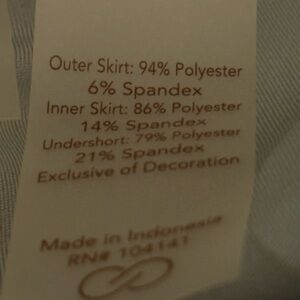 Outer Skirt: 94% Polyester
6% Spandex
Inner Skirt: 86% Polyester
14% Spandex
Undershort: 79% Polyester
21% Spandex
Exclusive of Decoration
Made in Indonesia
RN# 104141